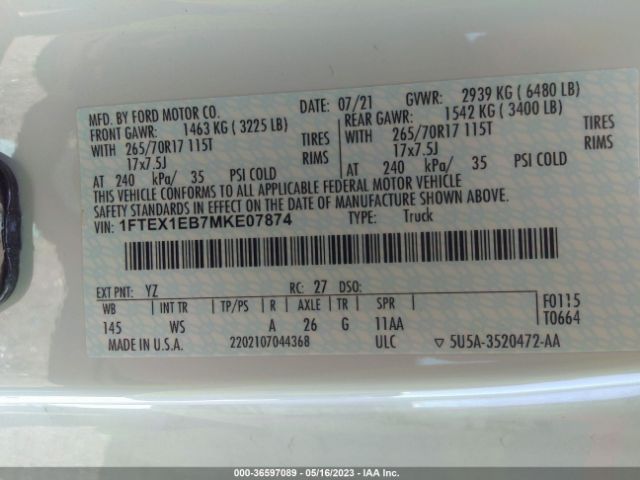 MFD. BY FORD MOTOR CO. DATE: 07/21 GVWR: 2939 KG ( 6480 LB)
FRONT GAWR: 1463 KG ( 3225 LB) REAR GAWR: 1542 KG ( 3400 LB)
WITH 265/70R17 115T TIRES WITH 265/70R17 115T TIRES
17x7.5J RIMS 17x7.5J RIMS
AT 240 kPa/ 35 PSI COLD AT 240 kPa/ 35 PSI COLD
THIS VEHICLE CONFORMS TO ALL APPLICABLE FEDERAL MOTOR VEHICLE
SAFETY STANDARDS IN EFFECT ON THE DATE OF MANUFACTURE SHOWN ABOVE.
VIN: 1FTEX1EB7MKE07874 TYPE: Truck
EXT PNT: YZ RC: 27 DSO:
WB INT TR TP/PS R AXLE TR SPR F0115
145 WS A 26 G 11AA T0664
MADE IN U.S.A. 2202107044368 ULC ▽ 5U5A-3520472-AA
000-36597089 - 05/16/2023 - IAA Inc.